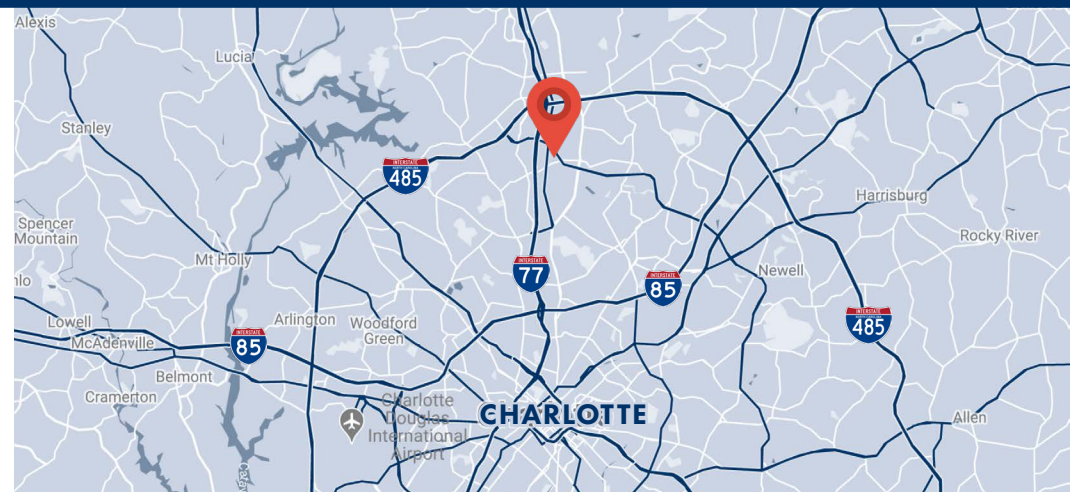 Alexis
Lucia
Stanley
INTERSTATE
485
Harrisburg
Spencer
Mountain
Rocky River
Mt Holly
INTERSTATE
77
INTERSTATE
85
Newell
nlo
Lowell
Arlington
Woodford
Green
INTERSTATE
485
McAdenville
INTERSTATE
85
Belmont
Cramerton
Charlotte
Douglas
International
Airport
CHARLOTTE
Allen